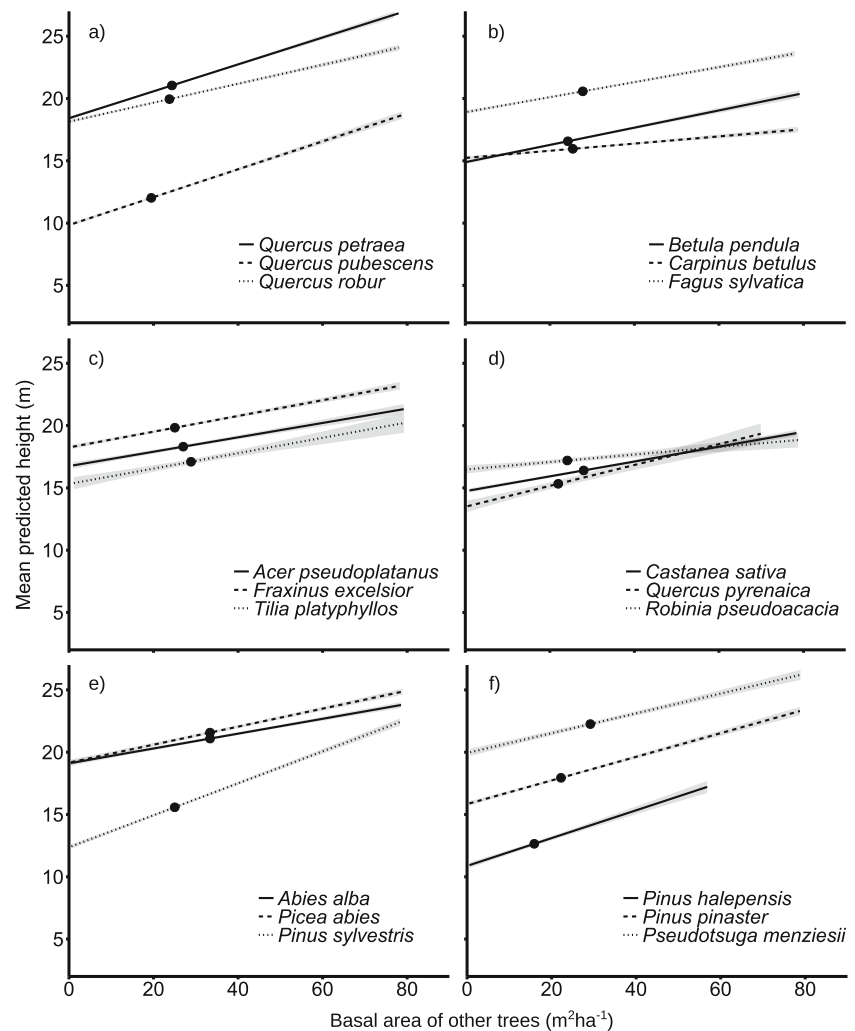 a)
25
20
15
10
5
Quercus petraea
Quercus pubescens
Quercus robur
b)
Betula pendula
Carpinus betulus
Fagus sylvatica
Mean predicted height (m)
c)
25
20
15
10
5
Acer pseudoplatanus
Fraxinus excelsior
Tilia platyphyllos
d)
Castanea sativa
Quercus pyrenaica
Robinia pseudoacacia
e)
25
20
15
10
5
Abies alba
Picea abies
Pinus sylvestris
0 20 40 60 80
f)
Pinus halepensis
Pinus pinaster
Pseudotsuga menziesii
0 20 40 60 80
Basal area of other trees (m²ha⁻¹)